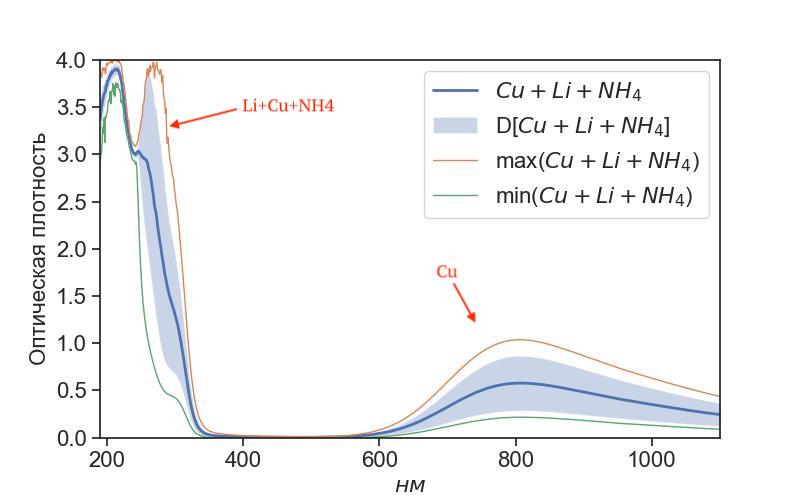 4.0
3.5
3.0
2.5
2.0
1.5
1.0
0.5
0.0
Оптическая плотность
Li+Cu+NH4
Cu + Li + NH₄
D[Cu + Li + NH₄]
max(Cu + Li + NH₄)
min(Cu + Li + NH₄)
Cu
200 400 600 800 1000
нм